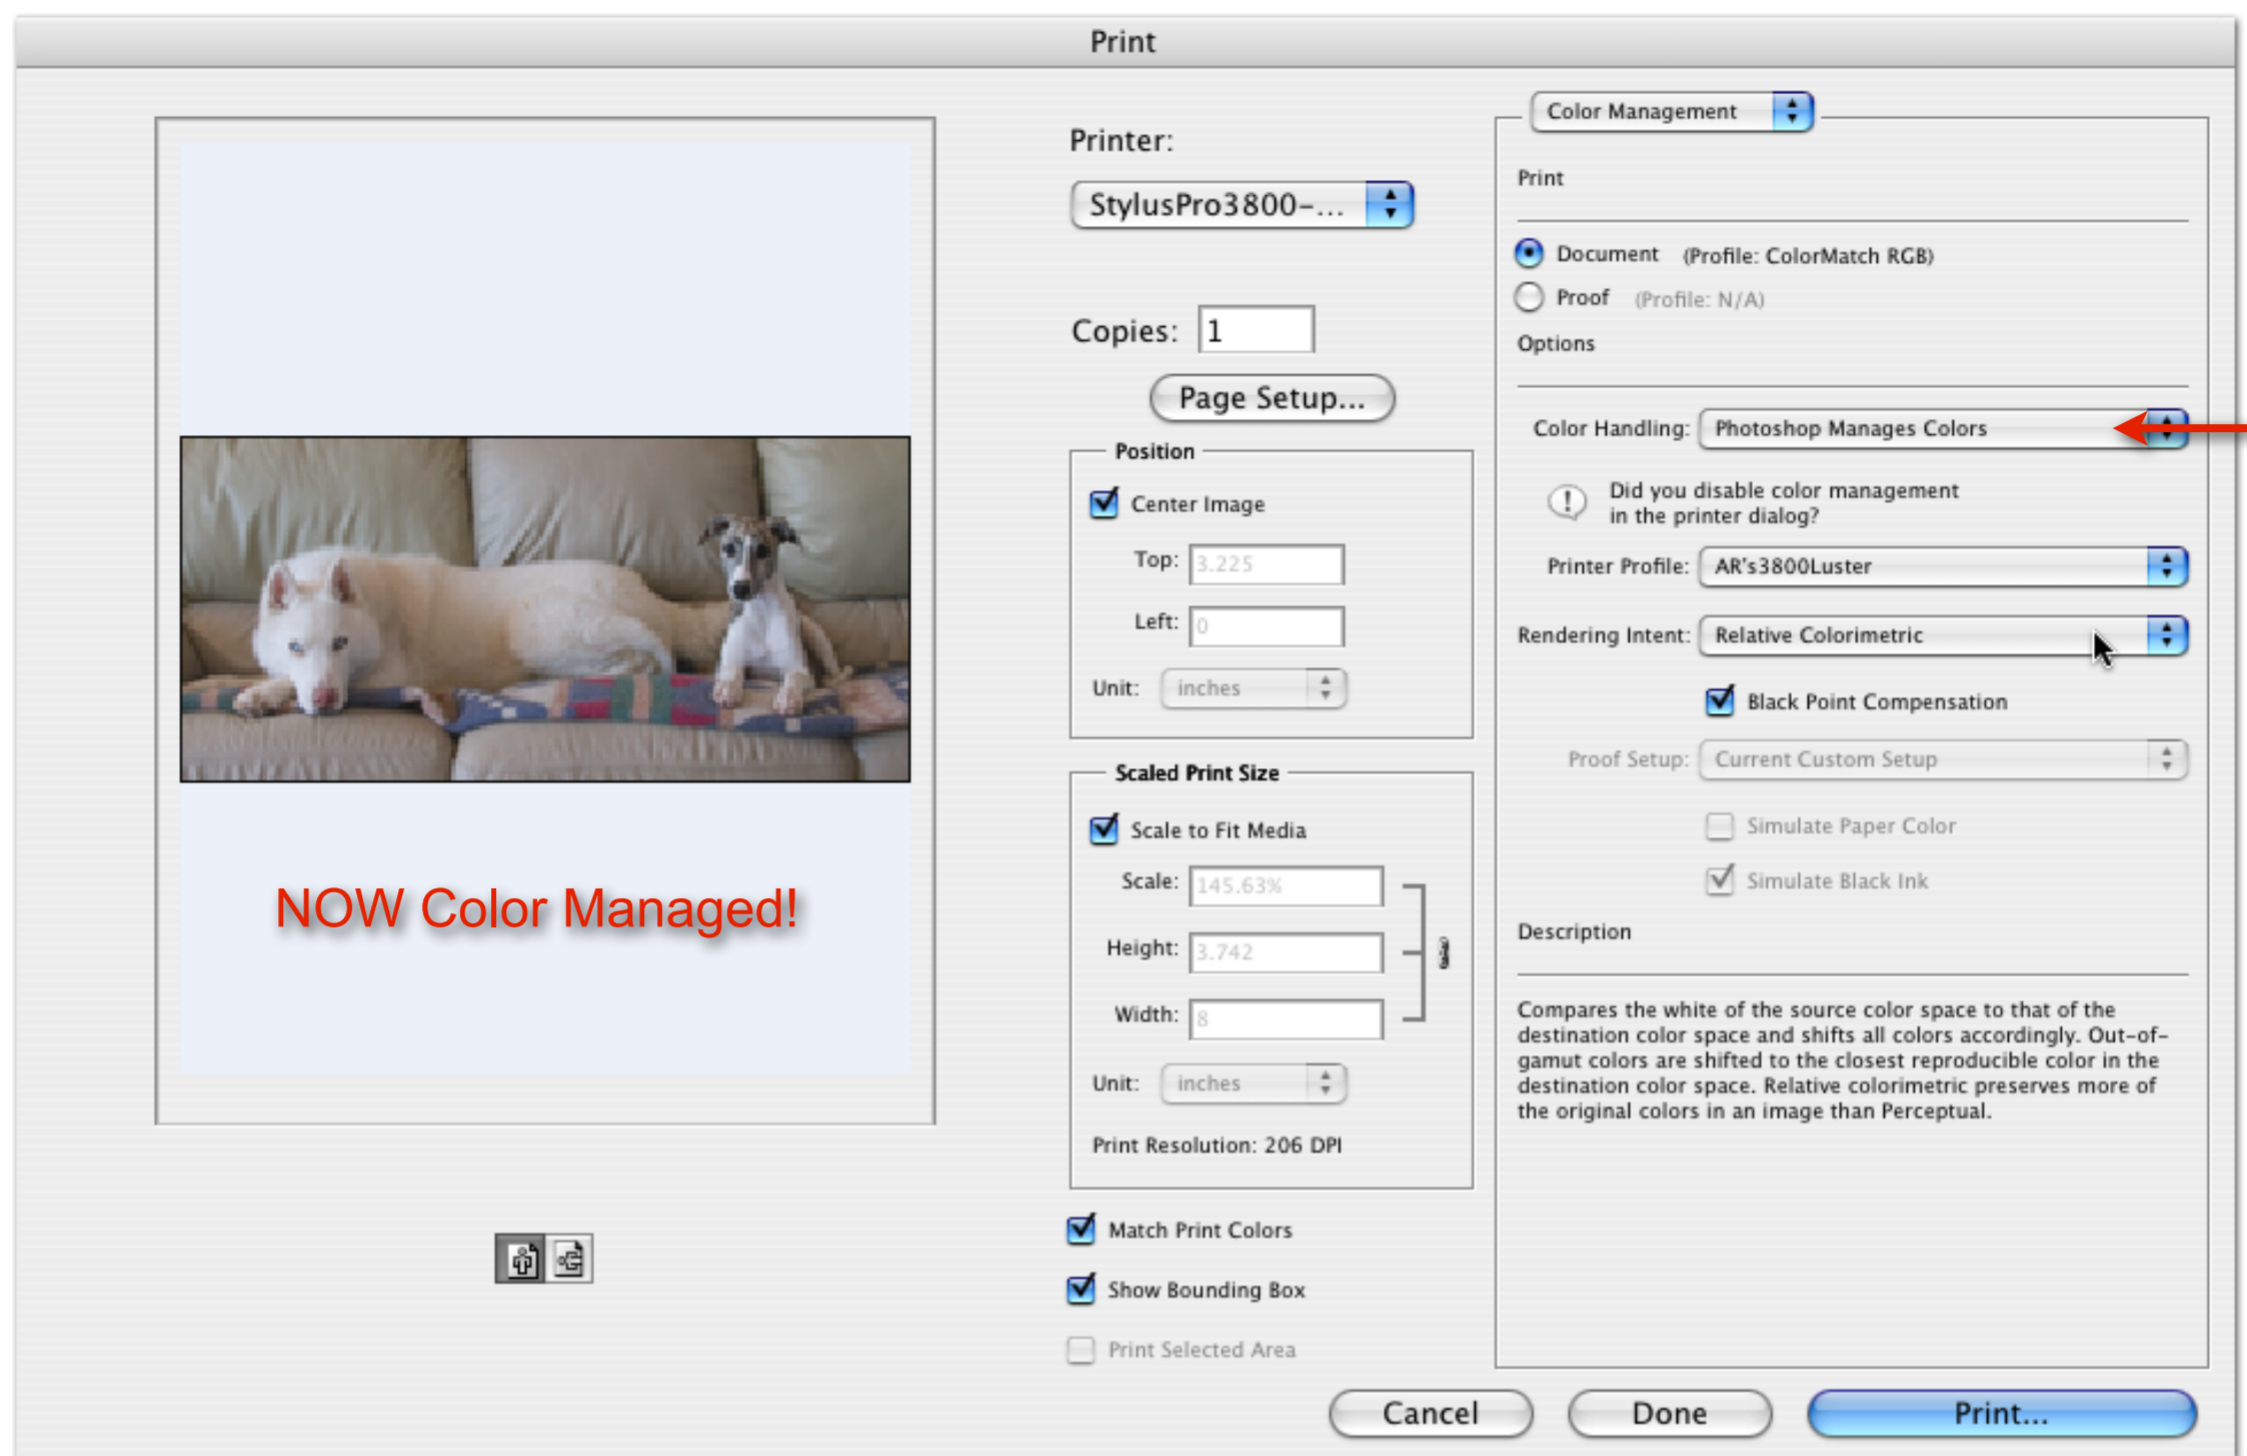 Print
NOW Color Managed!
Printer:
StylusPro3800-...
Copies: 1
Page Setup...
Position
Center Image
Top: 3.225
Left: 0
Unit: inches
Scaled Print Size
Scale to Fit Media
Scale: 145.63%
Height: 3.742
Width: 8
Unit: inches
Print Resolution: 206 DPI
Match Print Colors
Show Bounding Box
Print Selected Area
Color Management
Print
Document (Profile: ColorMatch RGB)
Proof (Profile: N/A)
Options
Color Handling: Photoshop Manages Colors
Did you disable color management
in the printer dialog?
Printer Profile: AR's3800Luster
Rendering Intent: Relative Colorimetric
Black Point Compensation
Proof Setup: Current Custom Setup
Simulate Paper Color
Simulate Black Ink
Description
Compares the white of the source color space to that of the
destination color space and shifts all colors accordingly. Out-of-
gamut colors are shifted to the closest reproducible color in the
destination color space. Relative colorimetric preserves more of
the original colors in an image than Perceptual.
Cancel
Done
Print...